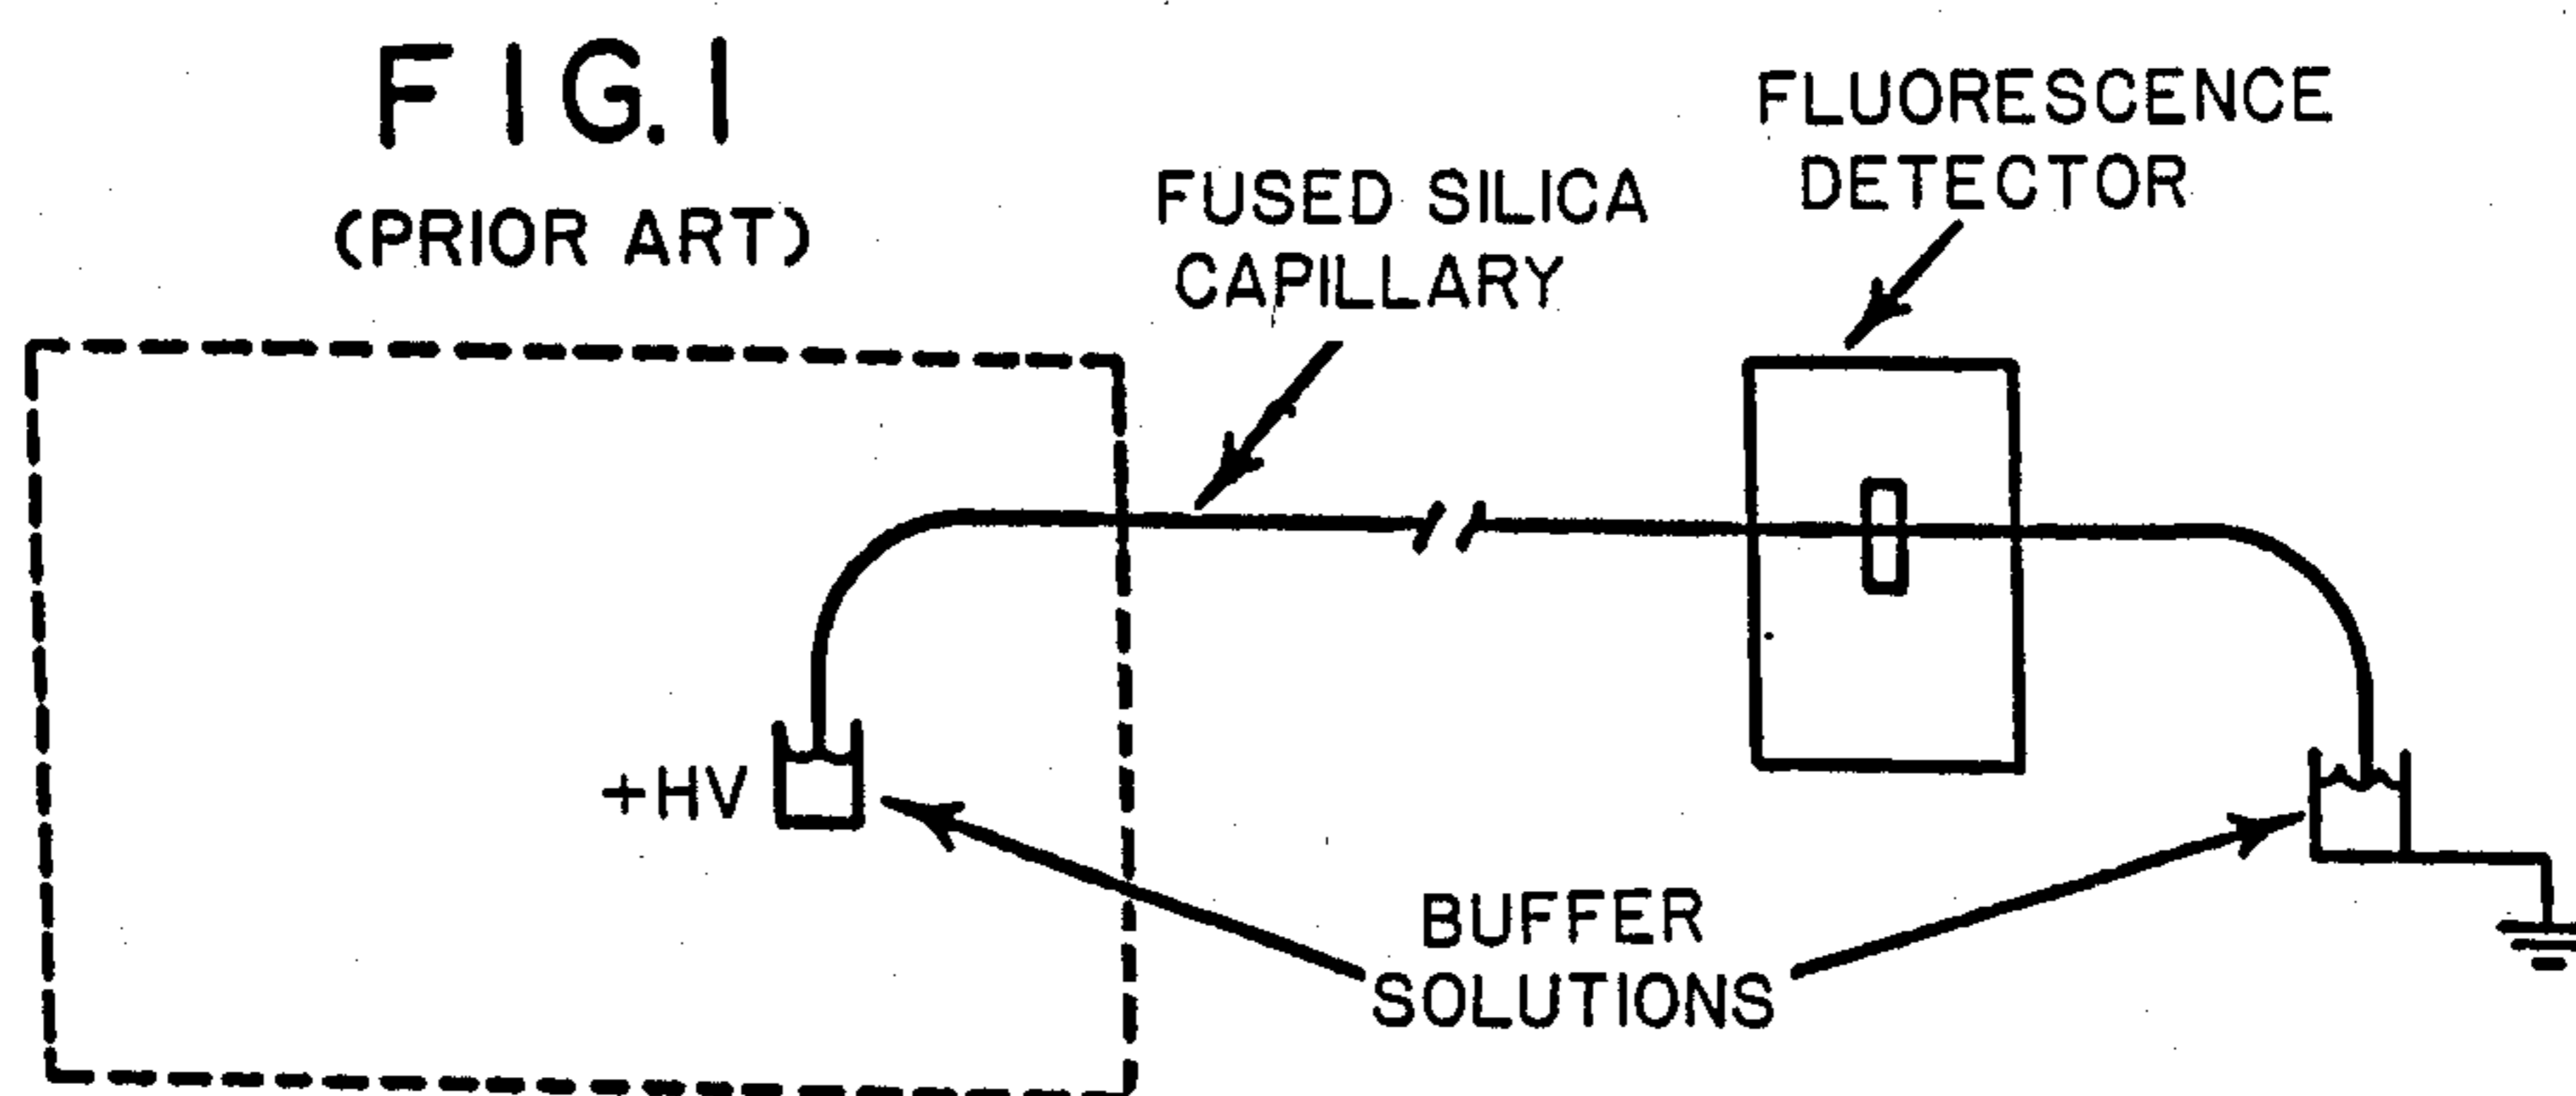 FIG. 1
(PRIOR ART)
FLUORESCENCE
DETECTOR
FUSED SILICA
CAPILLARY
+HV
BUFFER
SOLUTIONS